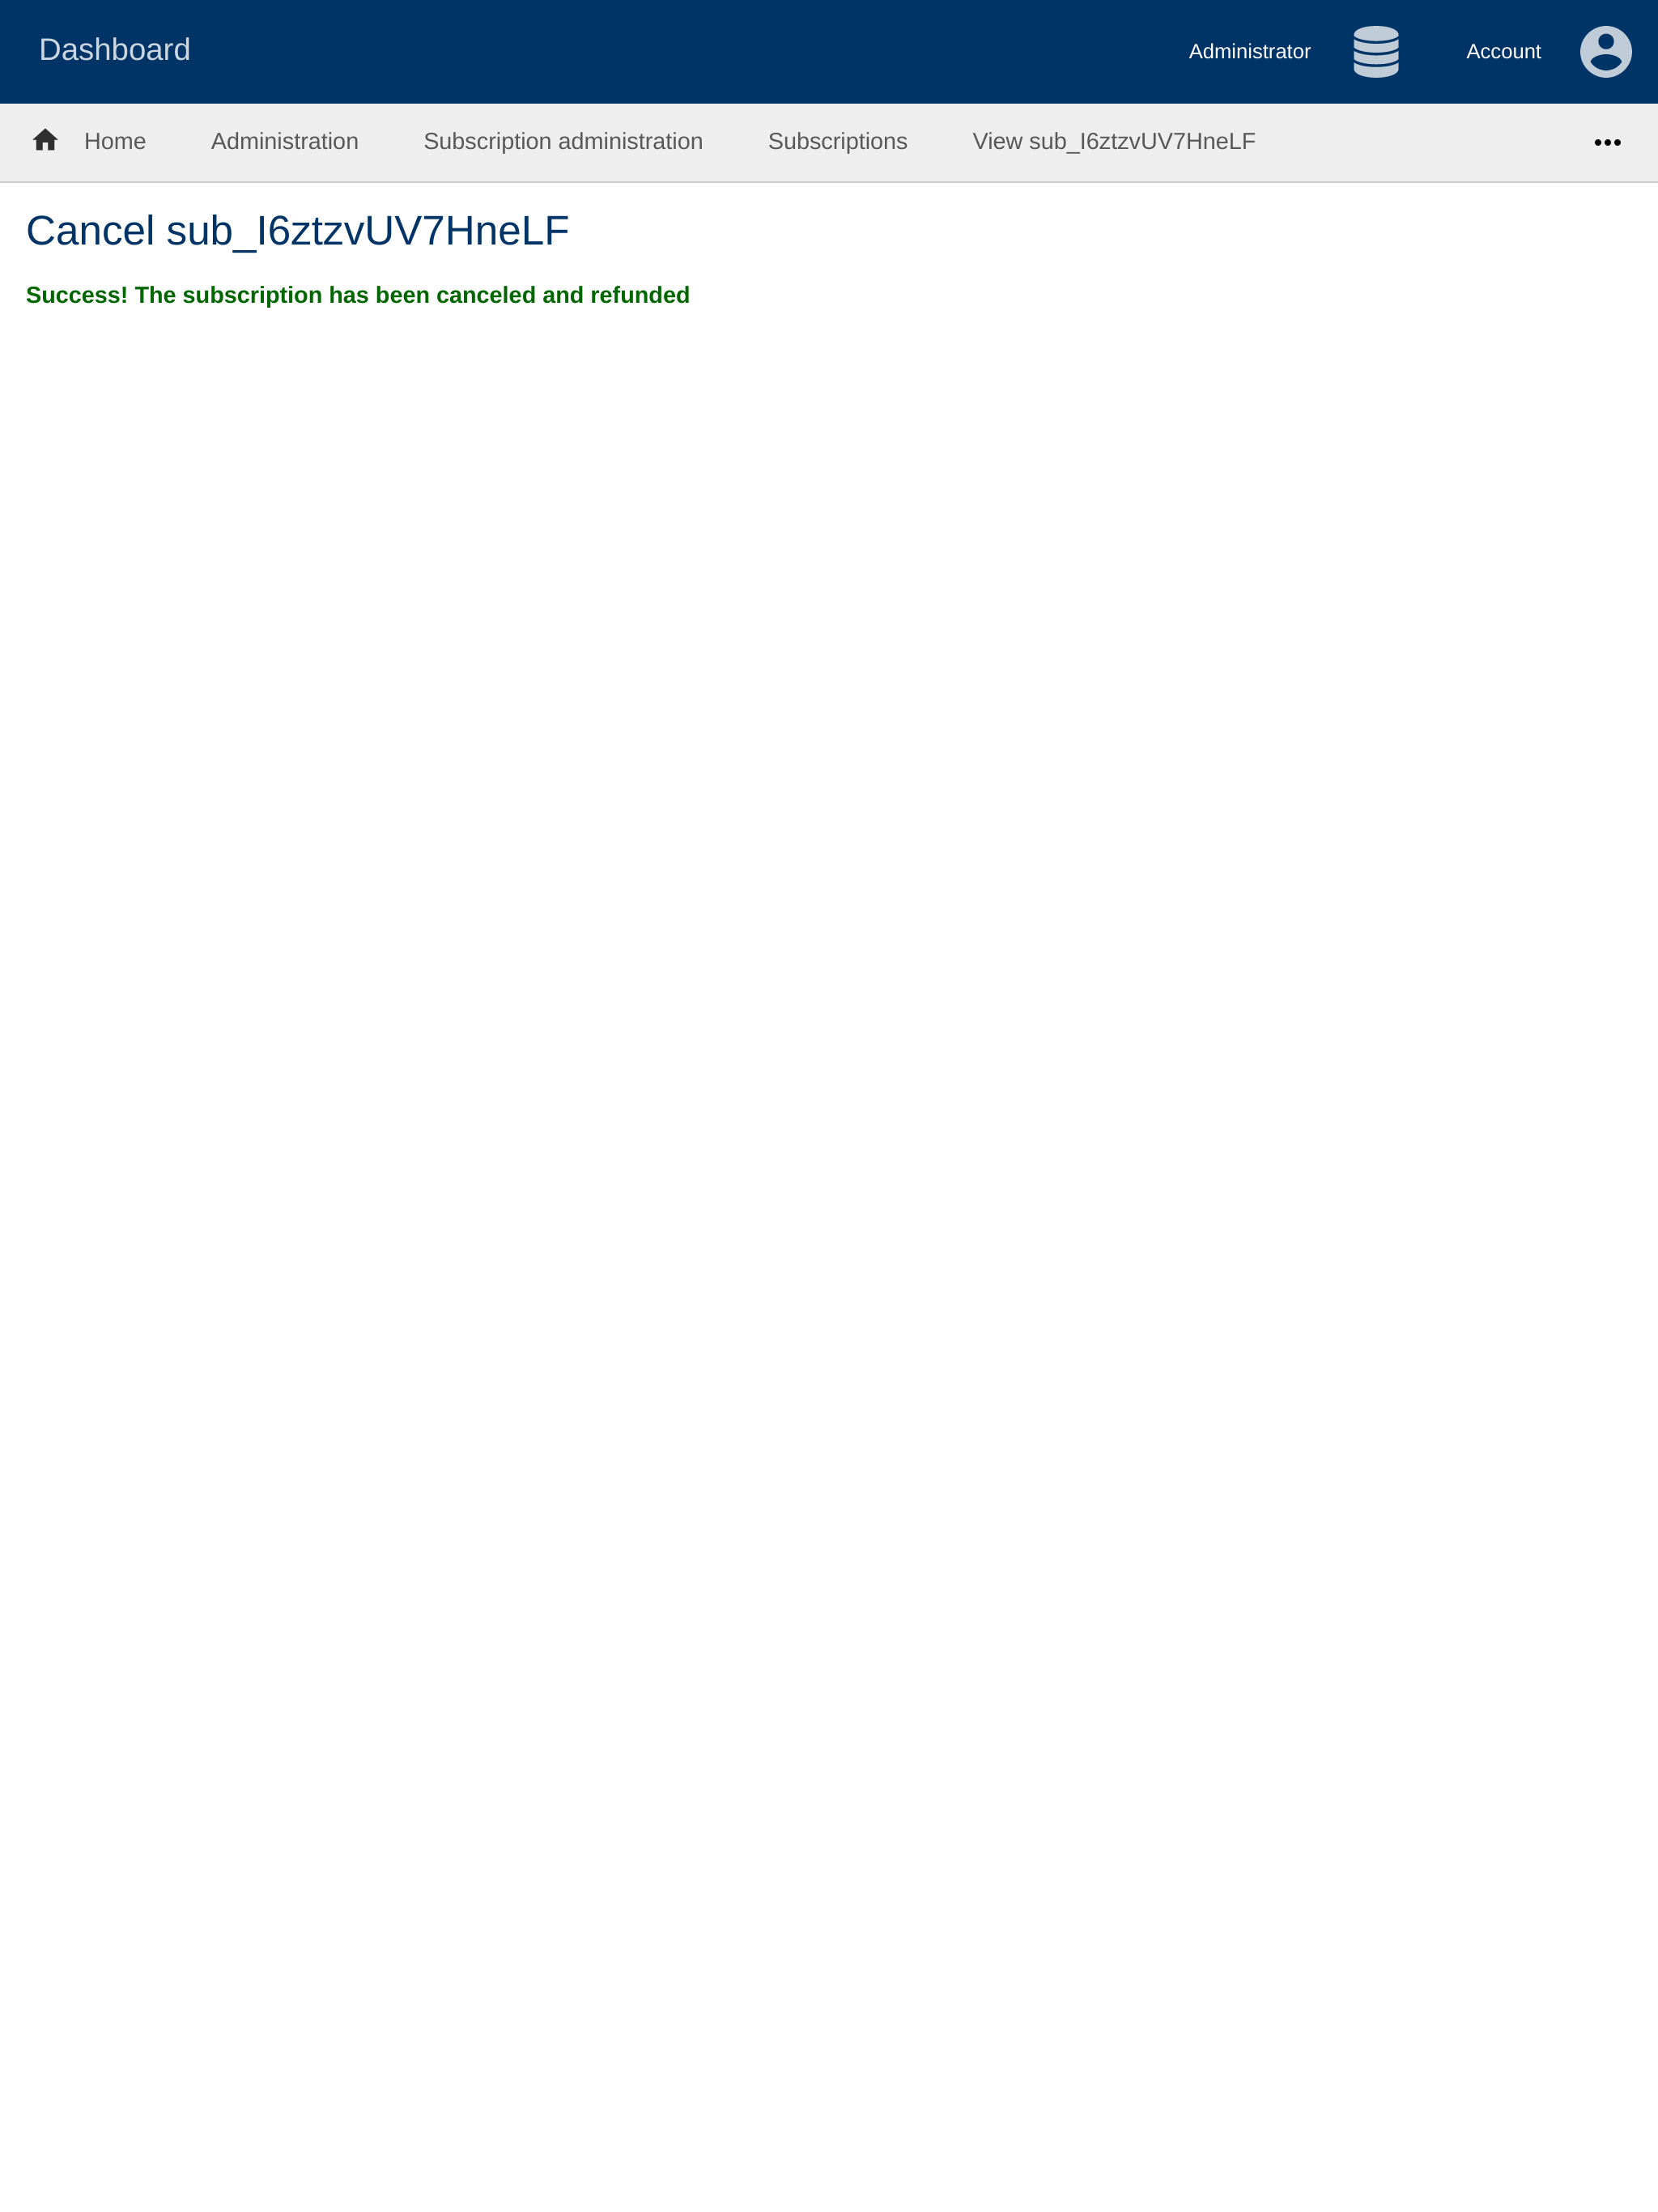 Dashboard
Administrator
Account
Home
Administration
Subscription administration
Subscriptions
View sub_I6ztzvUV7HneLF
Cancel sub_I6ztzvUV7HneLF
Success! The subscription has been canceled and refunded